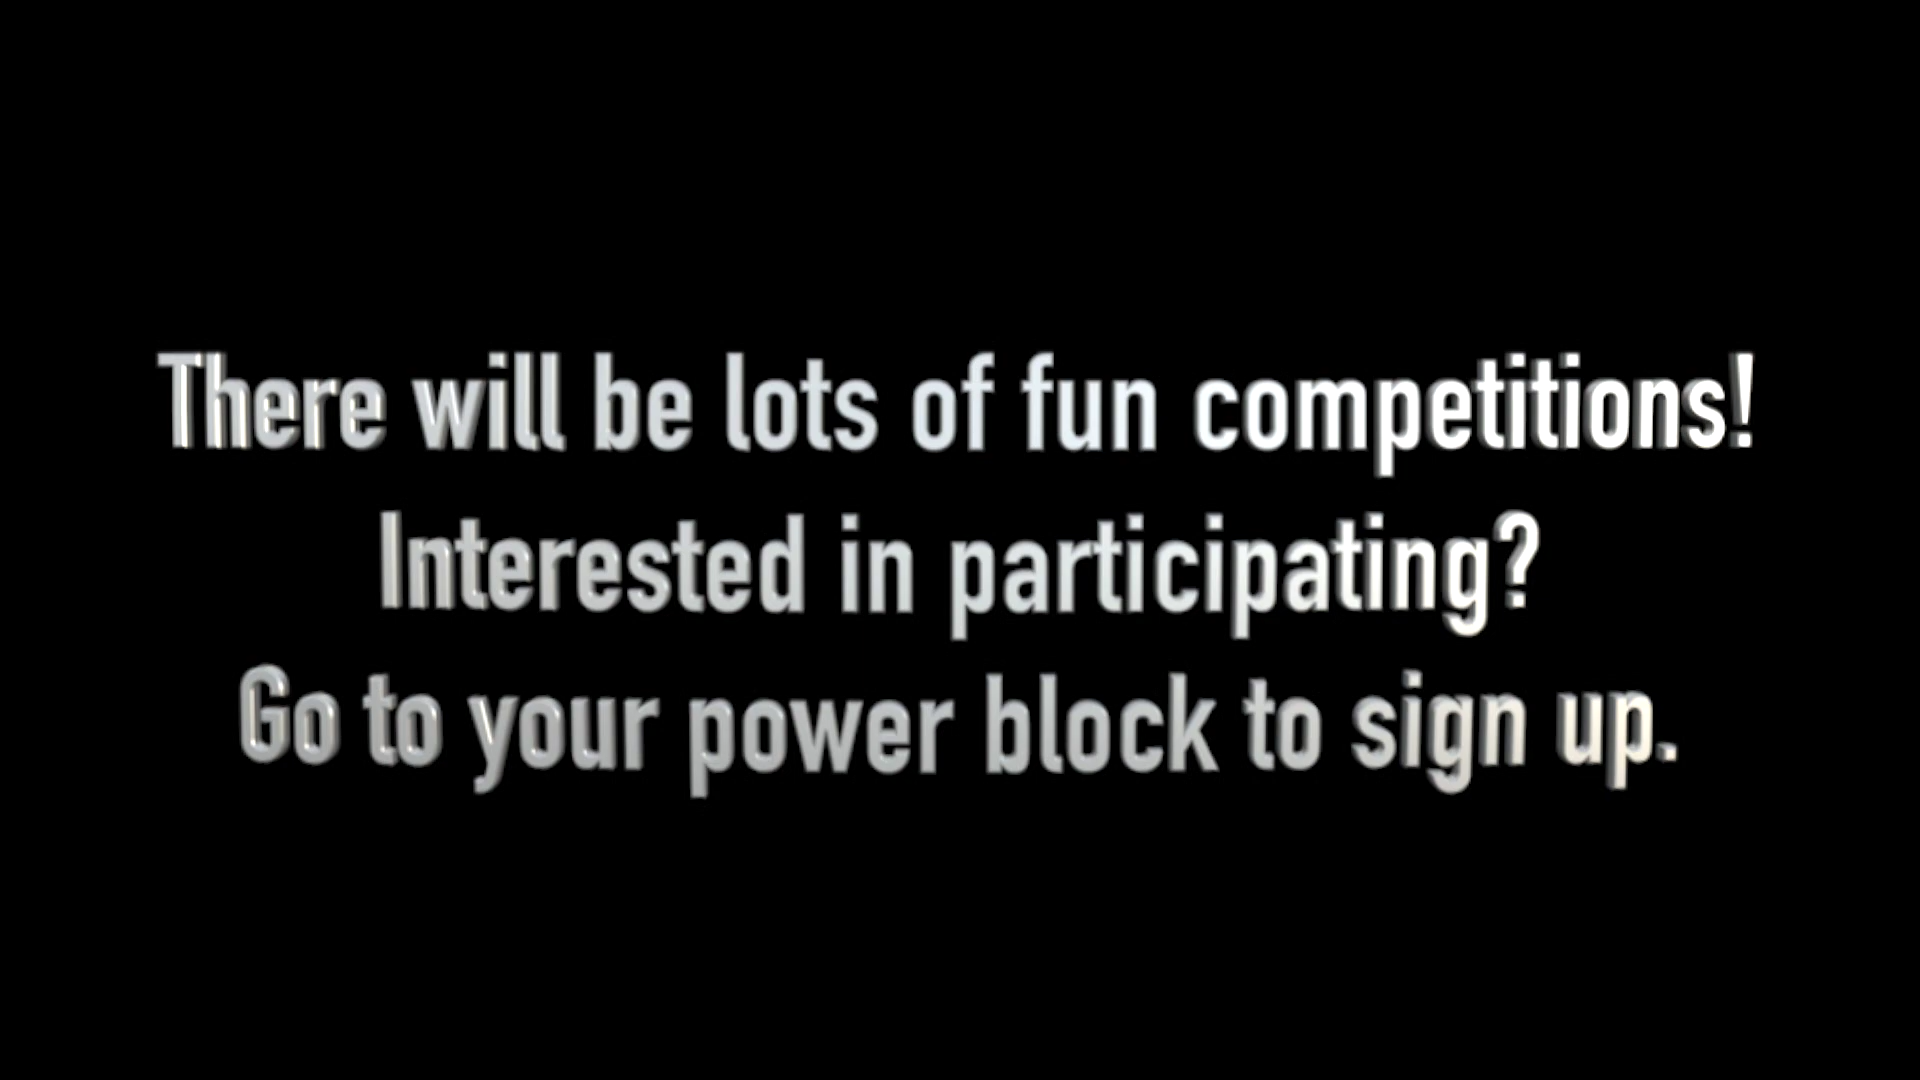 There will be lots of fun competitions!
Interested in participating?
Go to your power block to sign up.